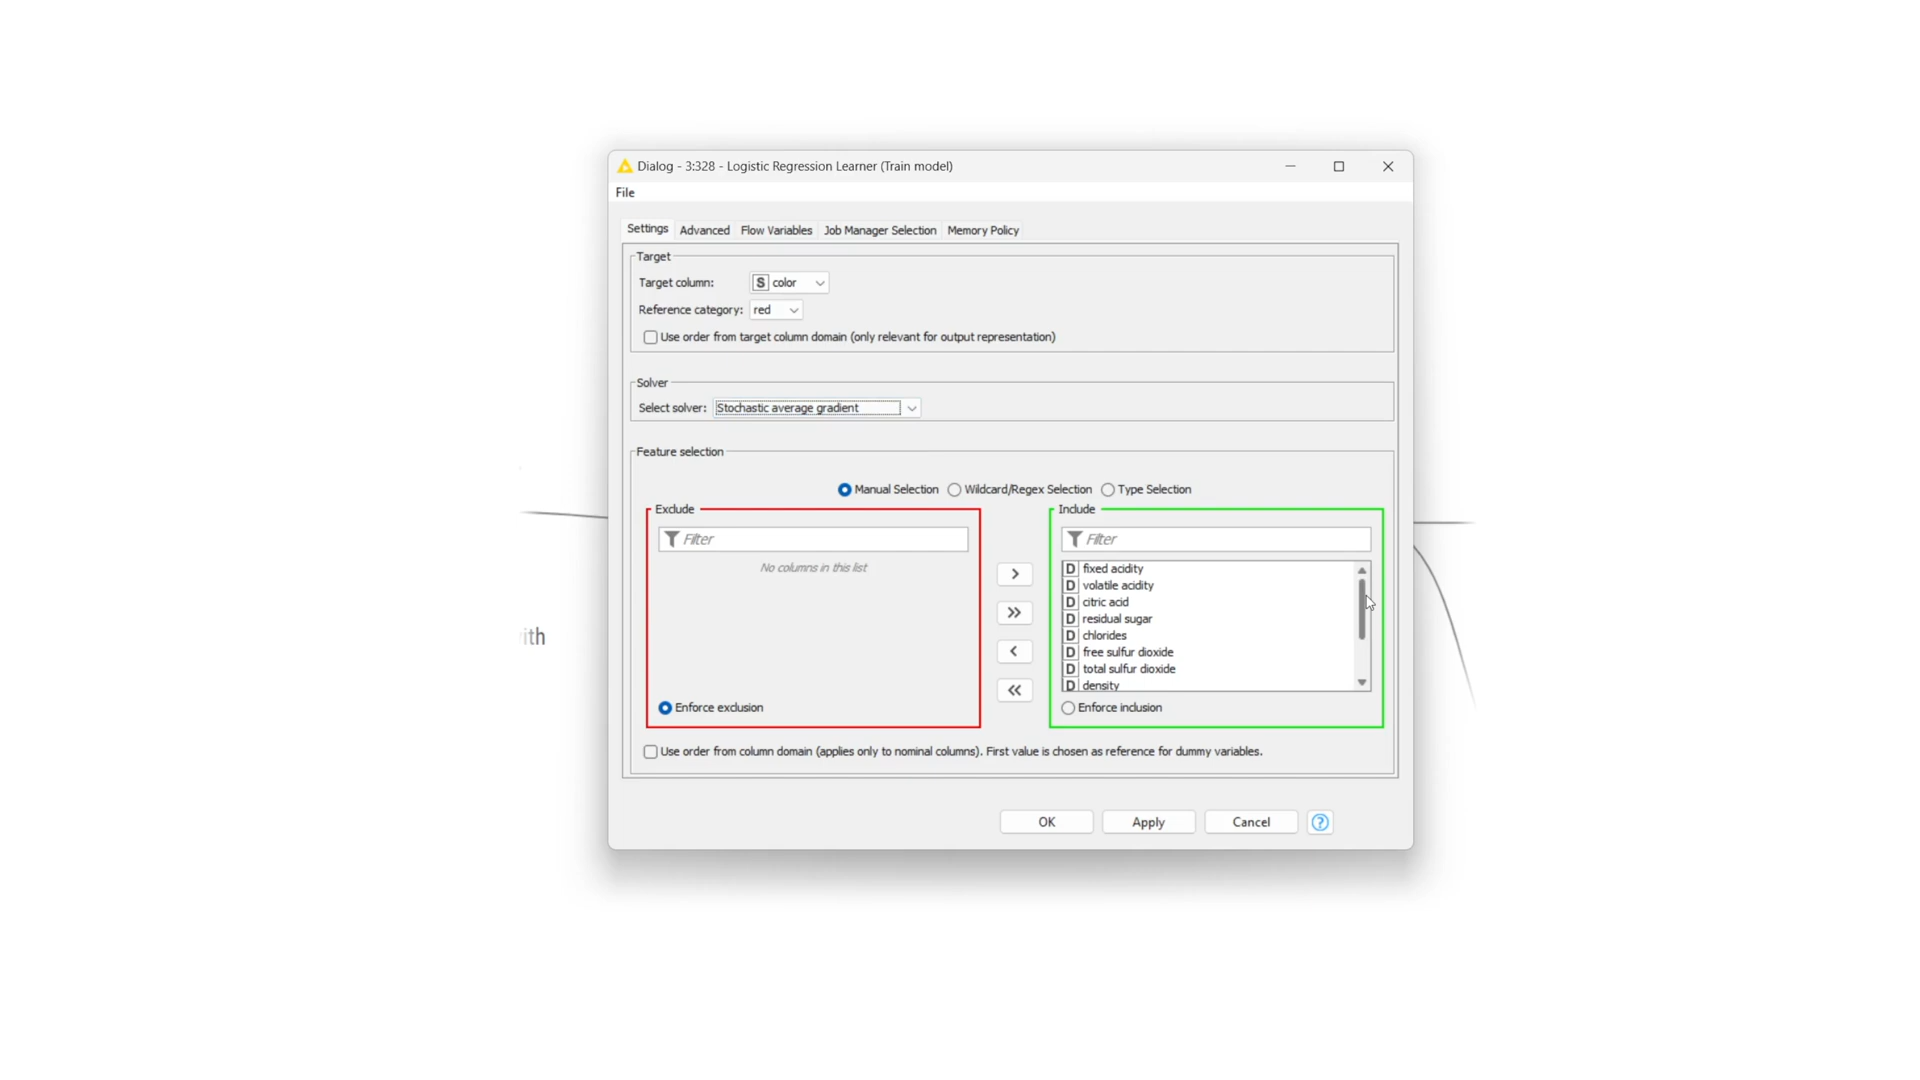 Dialog - 3:328 - Logistic Regression Learner (Train model)
File
Settings Advanced Flow Variables Job Manager Selection Memory Policy
Target
Target column: S color
Reference category: red
Use order from target column domain (only relevant for output representation)
Solver
Select solver: Stochastic average gradient
Feature selection
Manual Selection Wildcard/Regex Selection Type Selection
Exclude
Filter
No columns in this list
Enforce exclusion
> 
>>
<
<<
Include
Filter
D fixed acidity
D volatile acidity
D citric acid
D residual sugar
D chlorides
D free sulfur dioxide
D total sulfur dioxide
D density
Enforce inclusion
Use order from column domain (applies only to nominal columns). First value is chosen as reference for dummy variables.
OK Apply Cancel ?